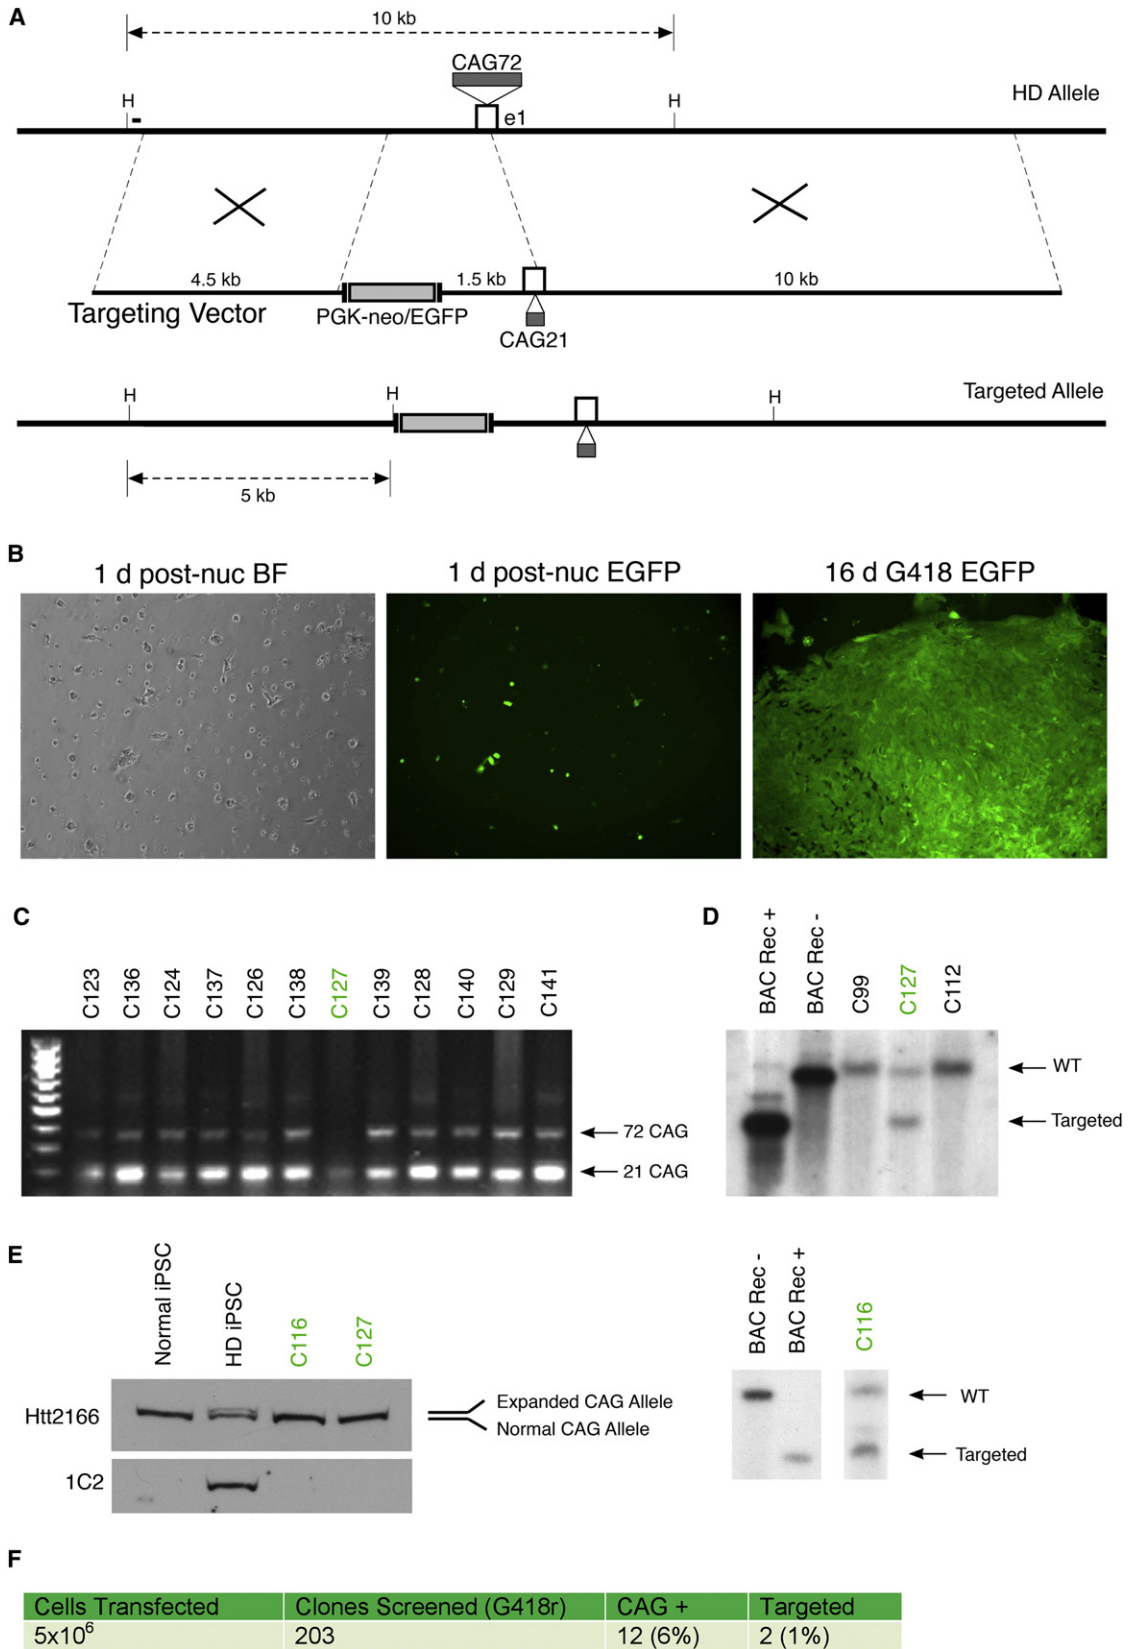 A
10 kb
CAG72
H
H
e1
HD Allele
4.5 kb
1.5 kb
10 kb
Targeting Vector
PGK-neo/EGFP
CAG21
H
H
H
Targeted Allele
5 kb
B
1 d post-nuc BF
1 d post-nuc EGFP
16 d G418 EGFP
C
C123
C136
C124
C137
C126
C138
C127
C139
C128
C140
C129
C141
72 CAG
21 CAG
D
BAC Rec +
BAC Rec -
C99
C127
C112
WT
Targeted
E
Normal iPSC
HD iPSC
C116
C127
Htt2166
Expanded CAG Allele
Normal CAG Allele
1C2
BAC Rec -
BAC Rec +
C116
WT
Targeted
F
Cells Transfected Clones Screened (G418r) CAG + Targeted
5x10⁶ 203 12 (6%) 2 (1%)